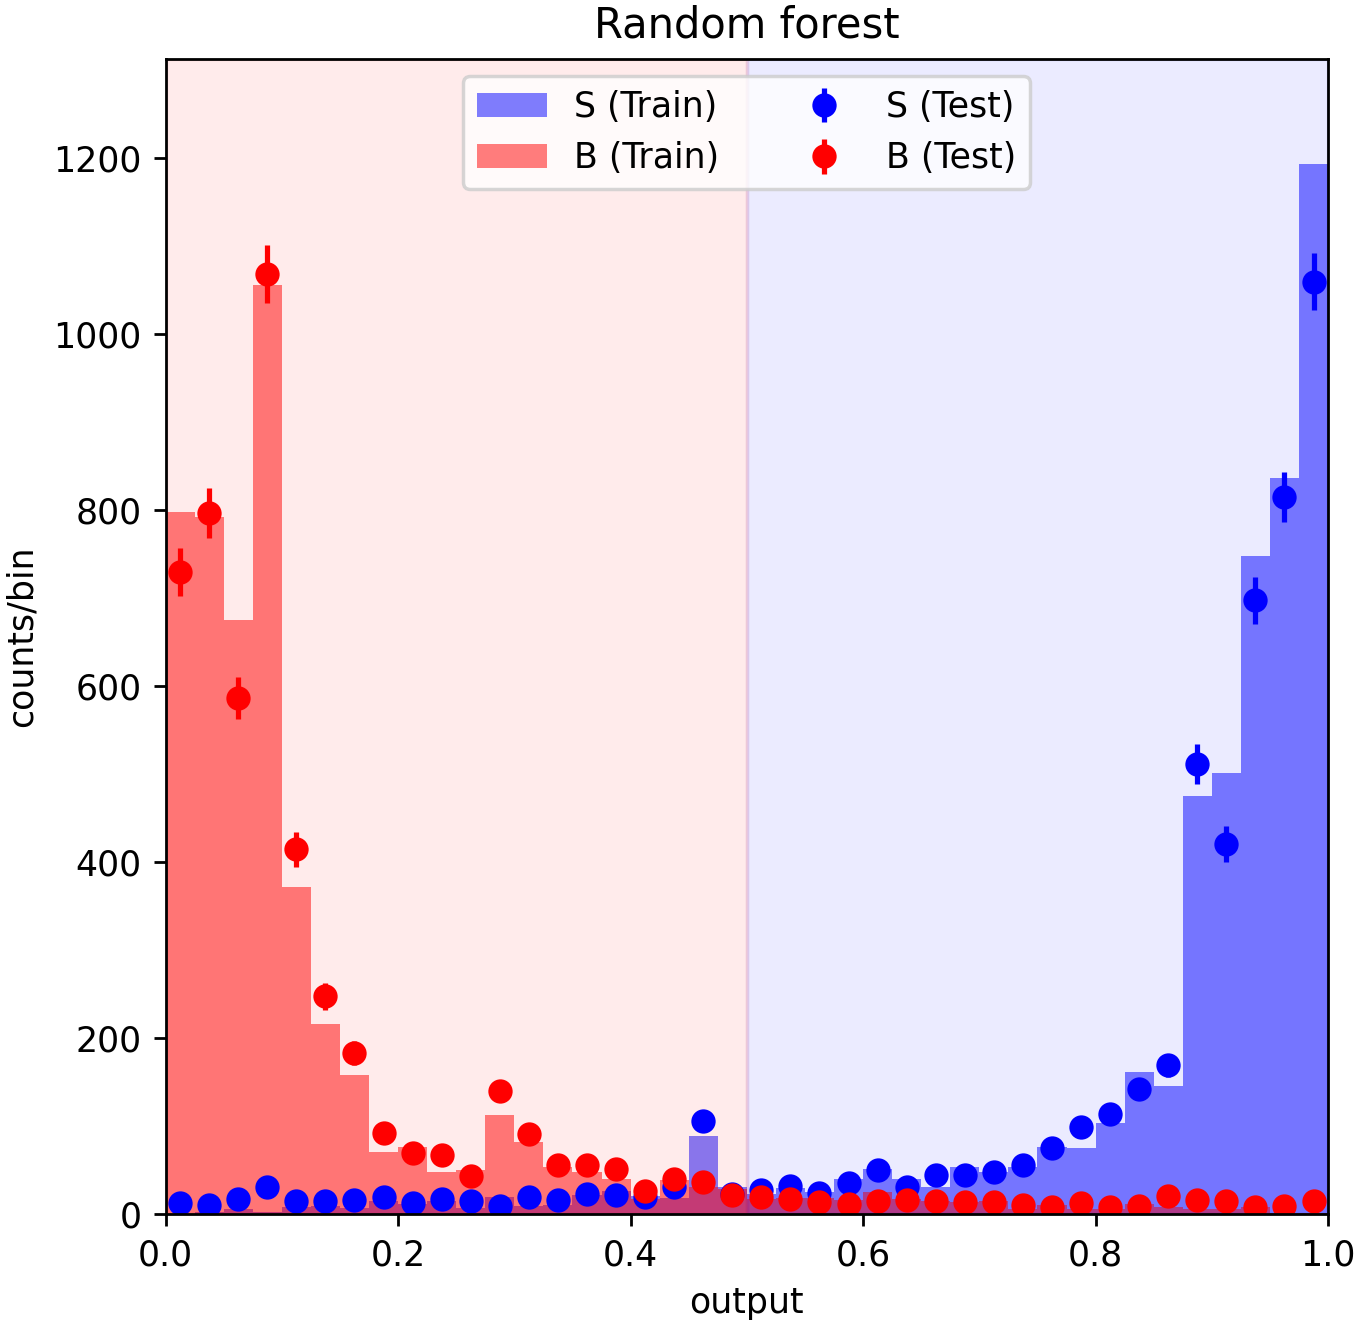 Random forest
S (Train)
B (Train)
S (Test)
B (Test)
counts/bin
1200
1000
800
600
400
200
0
0.0 0.2 0.4 0.6 0.8 1.0
output